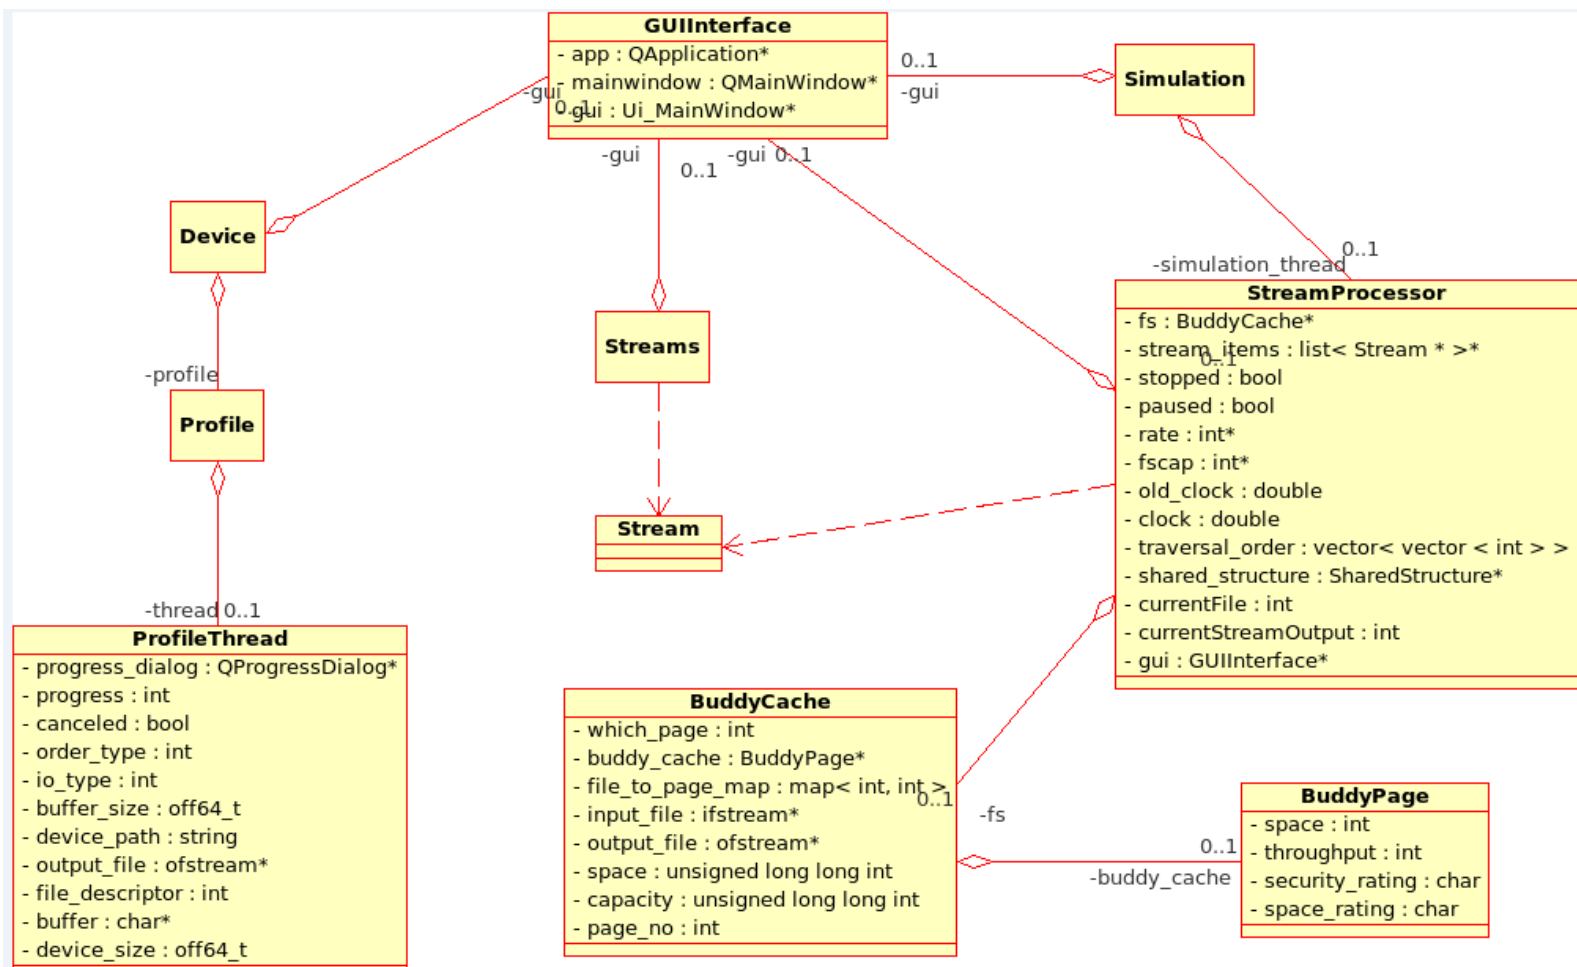 GUIInterface
- app : QApplication*
- mainwindow : QMainWindow*
- gui : Ui_MainWindow*
-gui
0..1
0..1
-gui
Simulation
-gui
0..1
-gui 0..1
Device
-profile
Profile
Streams
Stream
0..1
-simulation_thread
StreamProcessor
- fs : BuddyCache*
- stream_items : list< Stream * >*
0..1
- stopped : bool
- paused : bool
- rate : int*
- fscap : int*
- old_clock : double
- clock : double
- traversal_order : vector< vector < int > >
- shared_structure : SharedStructure*
- currentFile : int
- currentStreamOutput : int
- gui : GUIInterface*
-thread 0..1
ProfileThread
- progress_dialog : QProgressDialog*
- progress : int
- canceled : bool
- order_type : int
- io_type : int
- buffer_size : off64_t
- device_path : string
- output_file : ofstream*
- file_descriptor : int
- buffer : char*
- device_size : off64_t
BuddyCache
- which_page : int
- buddy_cache : BuddyPage*
- file_to_page_map : map< int, int >
- input_file : ifstream*
- output_file : ofstream*
- space : unsigned long long int
- capacity : unsigned long long int
- page_no : int
0..1
-fs
0..1
-buddy_cache
BuddyPage
- space : int
- throughput : int
- security_rating : char
- space_rating : char